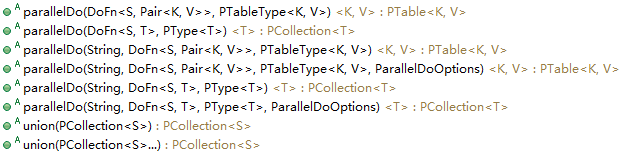 A parallelDo(DoFn<S, Pair<K, V>>, PTableType<K, V>) <K, V> : PTable<K, V>
A parallelDo(DoFn<S, T>, PType<T>) <T> : PCollection<T>
A parallelDo(String, DoFn<S, Pair<K, V>>, PTableType<K, V>) <K, V> : PTable<K, V>
A parallelDo(String, DoFn<S, Pair<K, V>>, PTableType<K, V>, ParallelDoOptions) <K, V> : PTable<K, V>
A parallelDo(String, DoFn<S, T>, PType<T>) <T> : PCollection<T>
A parallelDo(String, DoFn<S, T>, PType<T>, ParallelDoOptions) <T> : PCollection<T>
A union(PCollection<S>) : PCollection<S>
A union(PCollection<S>...) : PCollection<S>